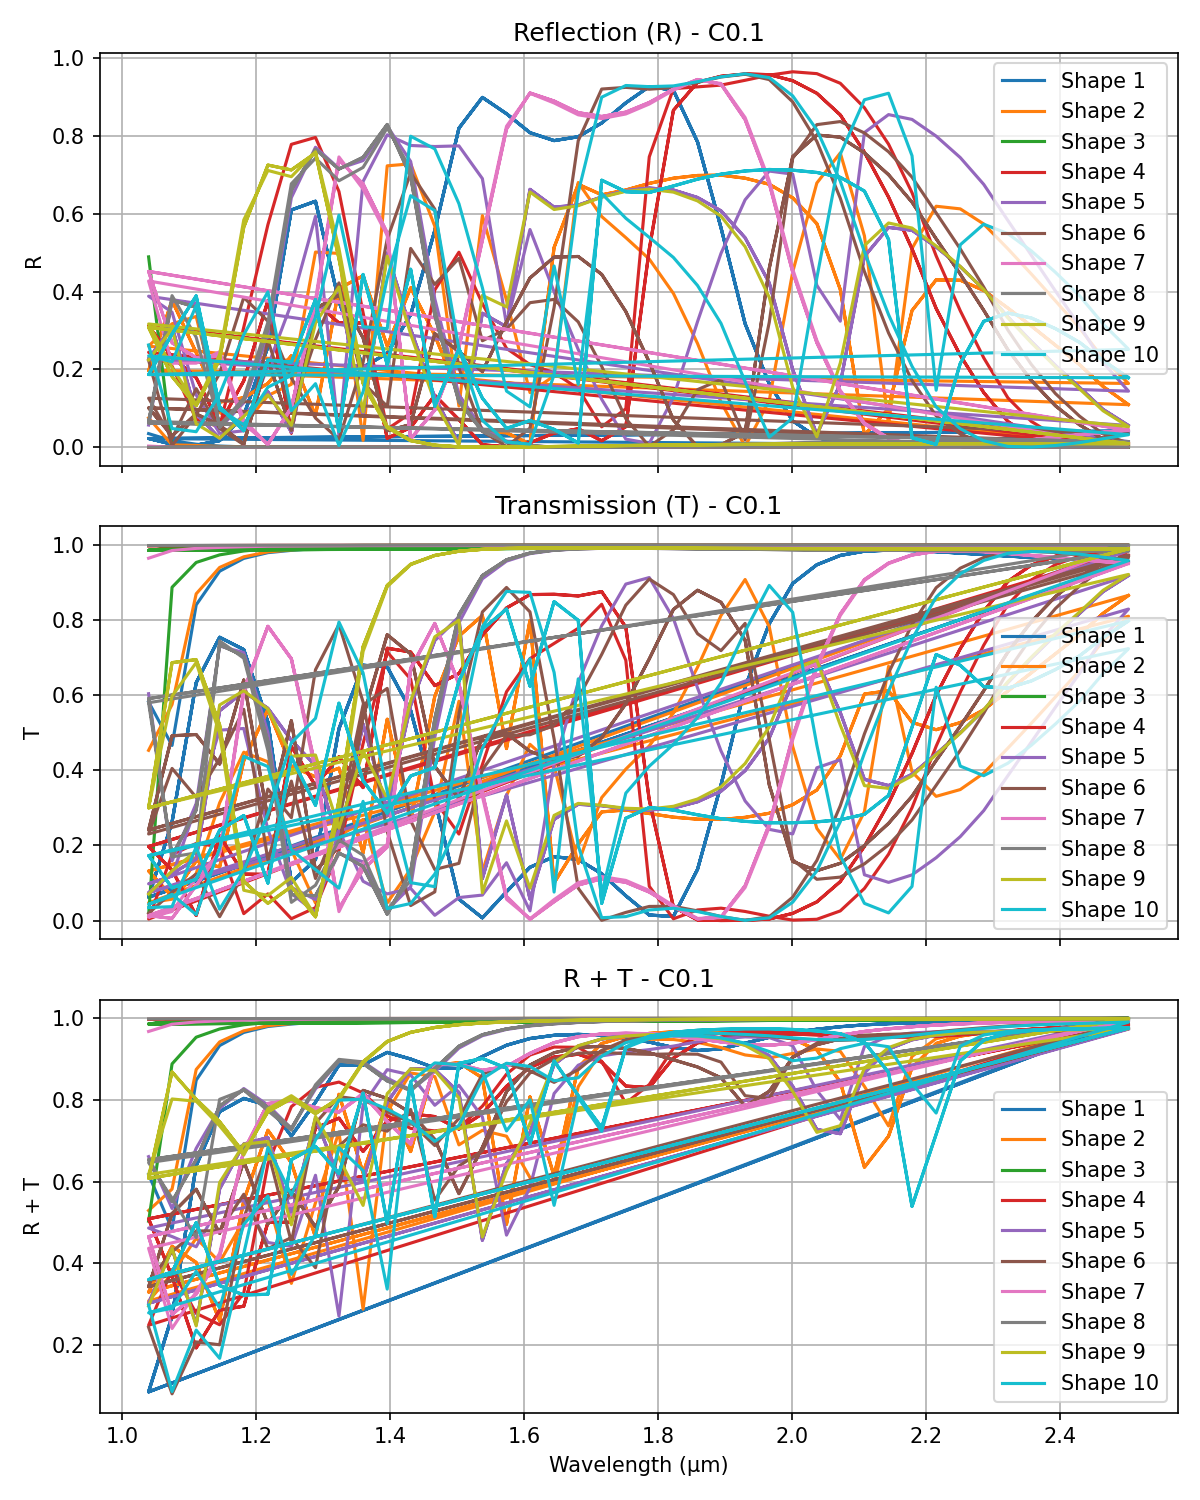 Reflection (R) - C0.1
1.0
0.8
0.6
0.4
0.2
0.0
R
Shape 1
Shape 2
Shape 3
Shape 4
Shape 5
Shape 6
Shape 7
Shape 8
Shape 9
Shape 10
Transmission (T) - C0.1
1.0
0.8
0.6
0.4
0.2
0.0
T
Shape 1
Shape 2
Shape 3
Shape 4
Shape 5
Shape 6
Shape 7
Shape 8
Shape 9
Shape 10
R + T - C0.1
1.0
0.8
0.6
0.4
0.2
R + T
Shape 1
Shape 2
Shape 3
Shape 4
Shape 5
Shape 6
Shape 7
Shape 8
Shape 9
Shape 10
1.0 1.2 1.4 1.6 1.8 2.0 2.2 2.4
Wavelength (μm)